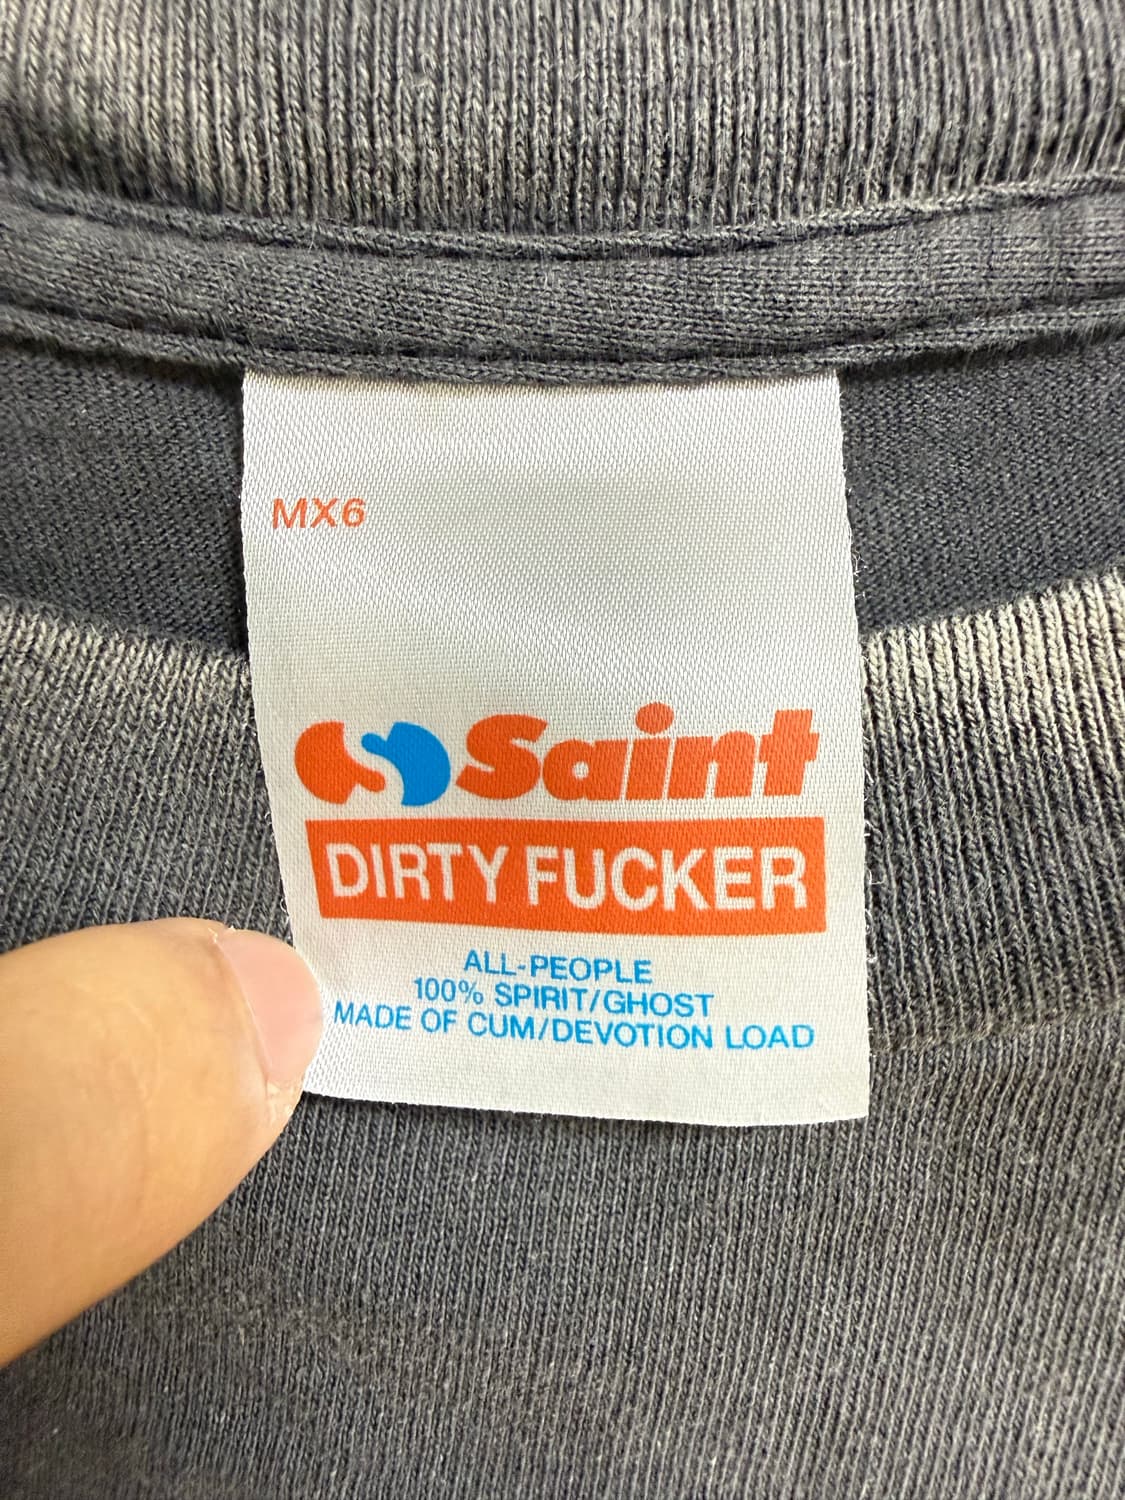 MX6
Saint
DIRTY FUCKER
ALL-PEOPLE
100% SPIRIT/GHOST
MADE OF CUM/DEVOTION LOAD